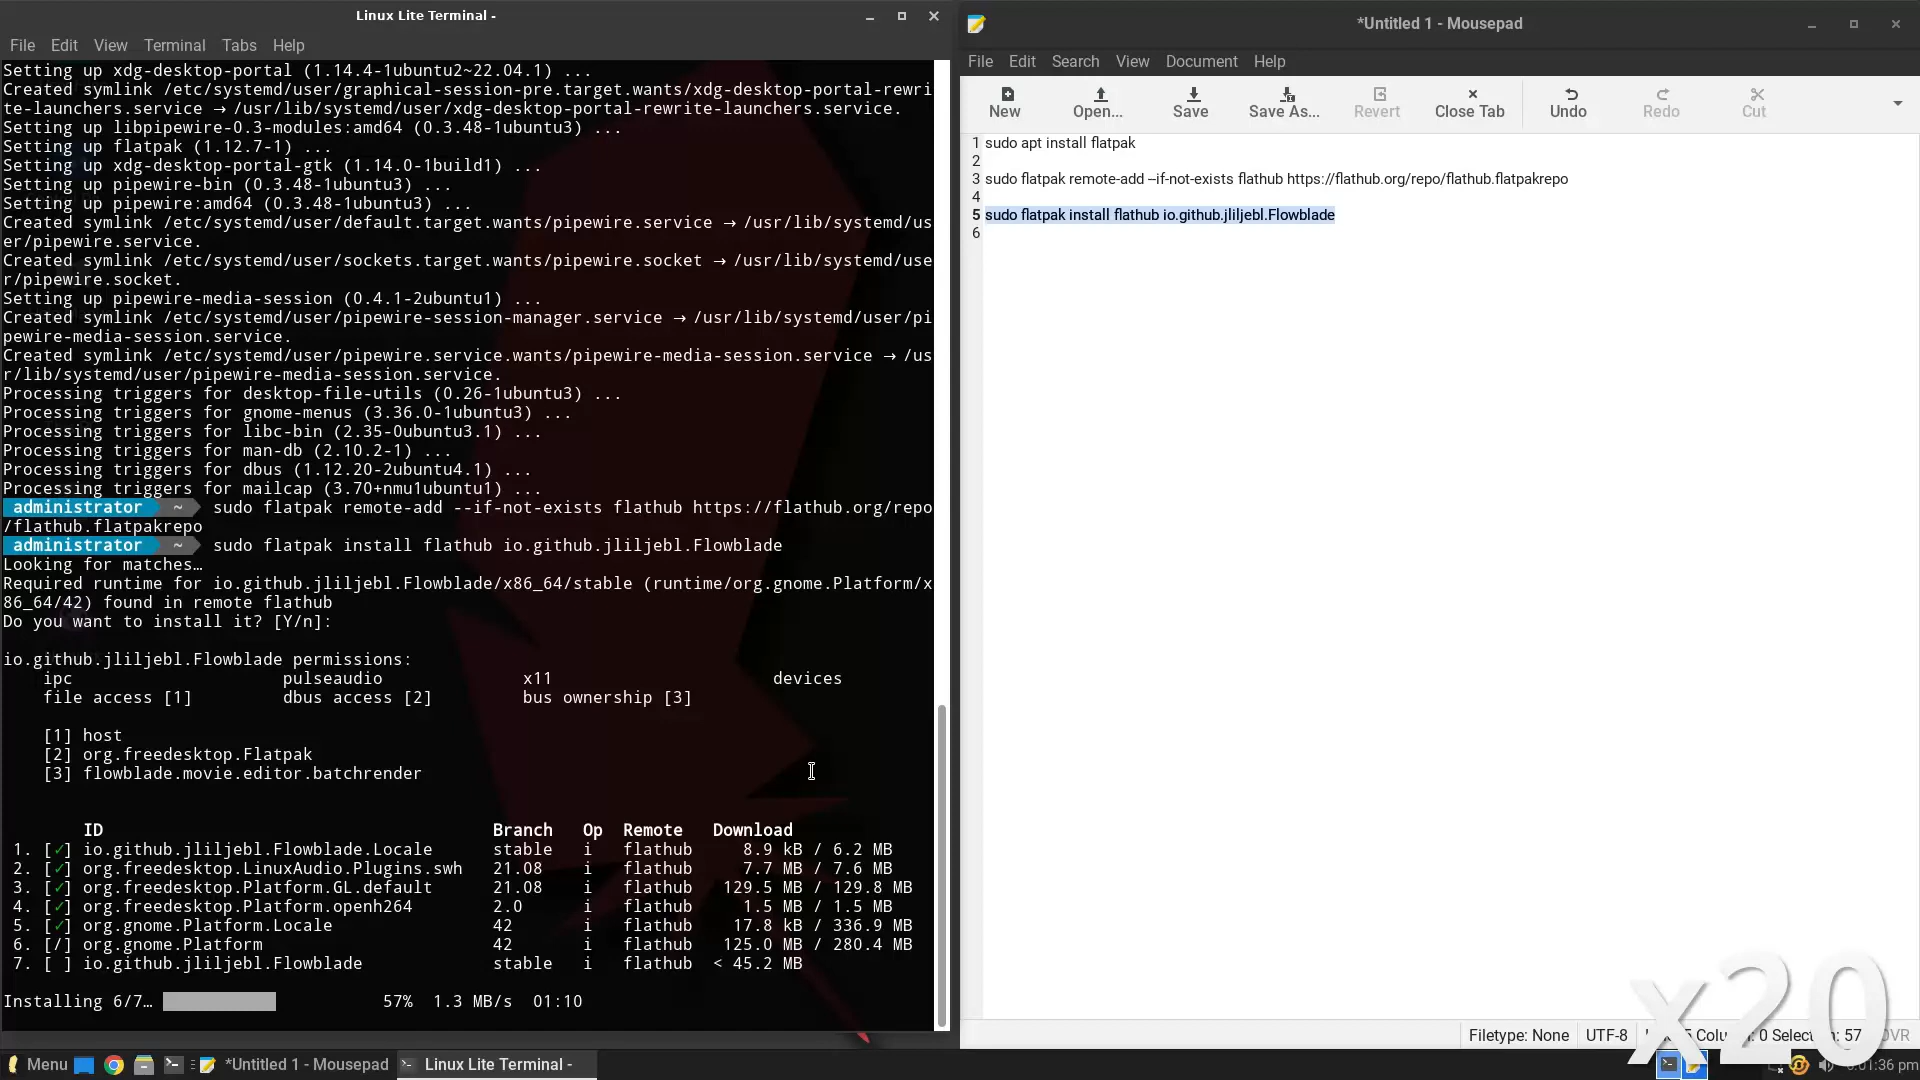 Linux Lite Terminal -
File Edit View Terminal Tabs Help
Setting up xdg-desktop-portal (1.14.4-1ubuntu2~22.04.1) ...
Created symlink /etc/systemd/user/graphical-session-pre.target.wants/xdg-desktop-portal-rewri
te-launchers.service → /usr/lib/systemd/user/xdg-desktop-portal-rewrite-launchers.service.
Setting up libpipewire-0.3-modules:amd64 (0.3.48-1ubuntu3) ...
Setting up flatpak (1.12.7-1) ...
Setting up xdg-desktop-portal-gtk (1.14.0-1build1) ...
Setting up pipewire-bin (0.3.48-1ubuntu3) ...
Setting up pipewire:amd64 (0.3.48-1ubuntu3) ...
Created symlink /etc/systemd/user/default.target.wants/pipewire.service → /usr/lib/systemd/us
er/pipewire.service.
Created symlink /etc/systemd/user/sockets.target.wants/pipewire.socket → /usr/lib/systemd/use
r/pipewire.socket.
Setting up pipewire-media-session (0.4.1-2ubuntu1) ...
Created symlink /etc/systemd/user/pipewire-session-manager.service → /usr/lib/systemd/user/pi
pewire-media-session.service.
Created symlink /etc/systemd/user/pipewire.service.wants/pipewire-media-session.service → /us
r/lib/systemd/user/pipewire-media-session.service.
Processing triggers for desktop-file-utils (0.26-1ubuntu3) ...
Processing triggers for gnome-menus (3.36.0-1ubuntu3) ...
Processing triggers for libc-bin (2.35-0ubuntu3.1) ...
Processing triggers for man-db (2.10.2-1) ...
Processing triggers for dbus (1.12.20-2ubuntu4.1) ...
Processing triggers for mailcap (3.70+nmu1ubuntu1) ...
administrator ~ sudo flatpak remote-add --if-not-exists flathub https://flathub.org/repo
/flathub.flatpakrepo
administrator ~ sudo flatpak install flathub io.github.jliljebl.Flowblade
Looking for matches…
Required runtime for io.github.jliljebl.Flowblade/x86_64/stable (runtime/org.gnome.Platform/x
86_64/42) found in remote flathub
Do you want to install it? [Y/n]:
io.github.jliljebl.Flowblade permissions:
ipc pulseaudio x11 devices
file access [1] dbus access [2] bus ownership [3]
[1] host
[2] org.freedesktop.Flatpak
[3] flowblade.movie.editor.batchrender
ID Branch Op Remote Download
1. [✓] io.github.jliljebl.Flowblade.Locale stable i flathub 8.9 kB / 6.2 MB
2. [✓] org.freedesktop.LinuxAudio.Plugins.swh 21.08 i flathub 7.7 MB / 7.6 MB
3. [✓] org.freedesktop.Platform.GL.default 21.08 i flathub 129.5 MB / 129.8 MB
4. [✓] org.freedesktop.Platform.openh264 2.0 i flathub 1.5 MB / 1.5 MB
5. [✓] org.gnome.Platform.Locale 42 i flathub 17.8 kB / 336.9 MB
6. [/] org.gnome.Platform 42 i flathub 125.0 MB / 280.4 MB
7. [ ] io.github.jliljebl.Flowblade stable i flathub < 45.2 MB
Installing 6/7… 57% 1.3 MB/s 01:10
*Untitled 1 - Mousepad
File Edit Search View Document Help
New Open... Save Save As... Revert Close Tab Undo Redo Cut
1 sudo apt install flatpak
2
3 sudo flatpak remote-add –if-not-exists flathub https://flathub.org/repo/flathub.flatpakrepo
4
5 sudo flatpak install flathub io.github.jliljebl.Flowblade
6
Filetype: None UTF-8 0 Selection: 57 OVR
x20
Menu *Untitled 1 - Mousepad Linux Lite Terminal - 01:36 pm